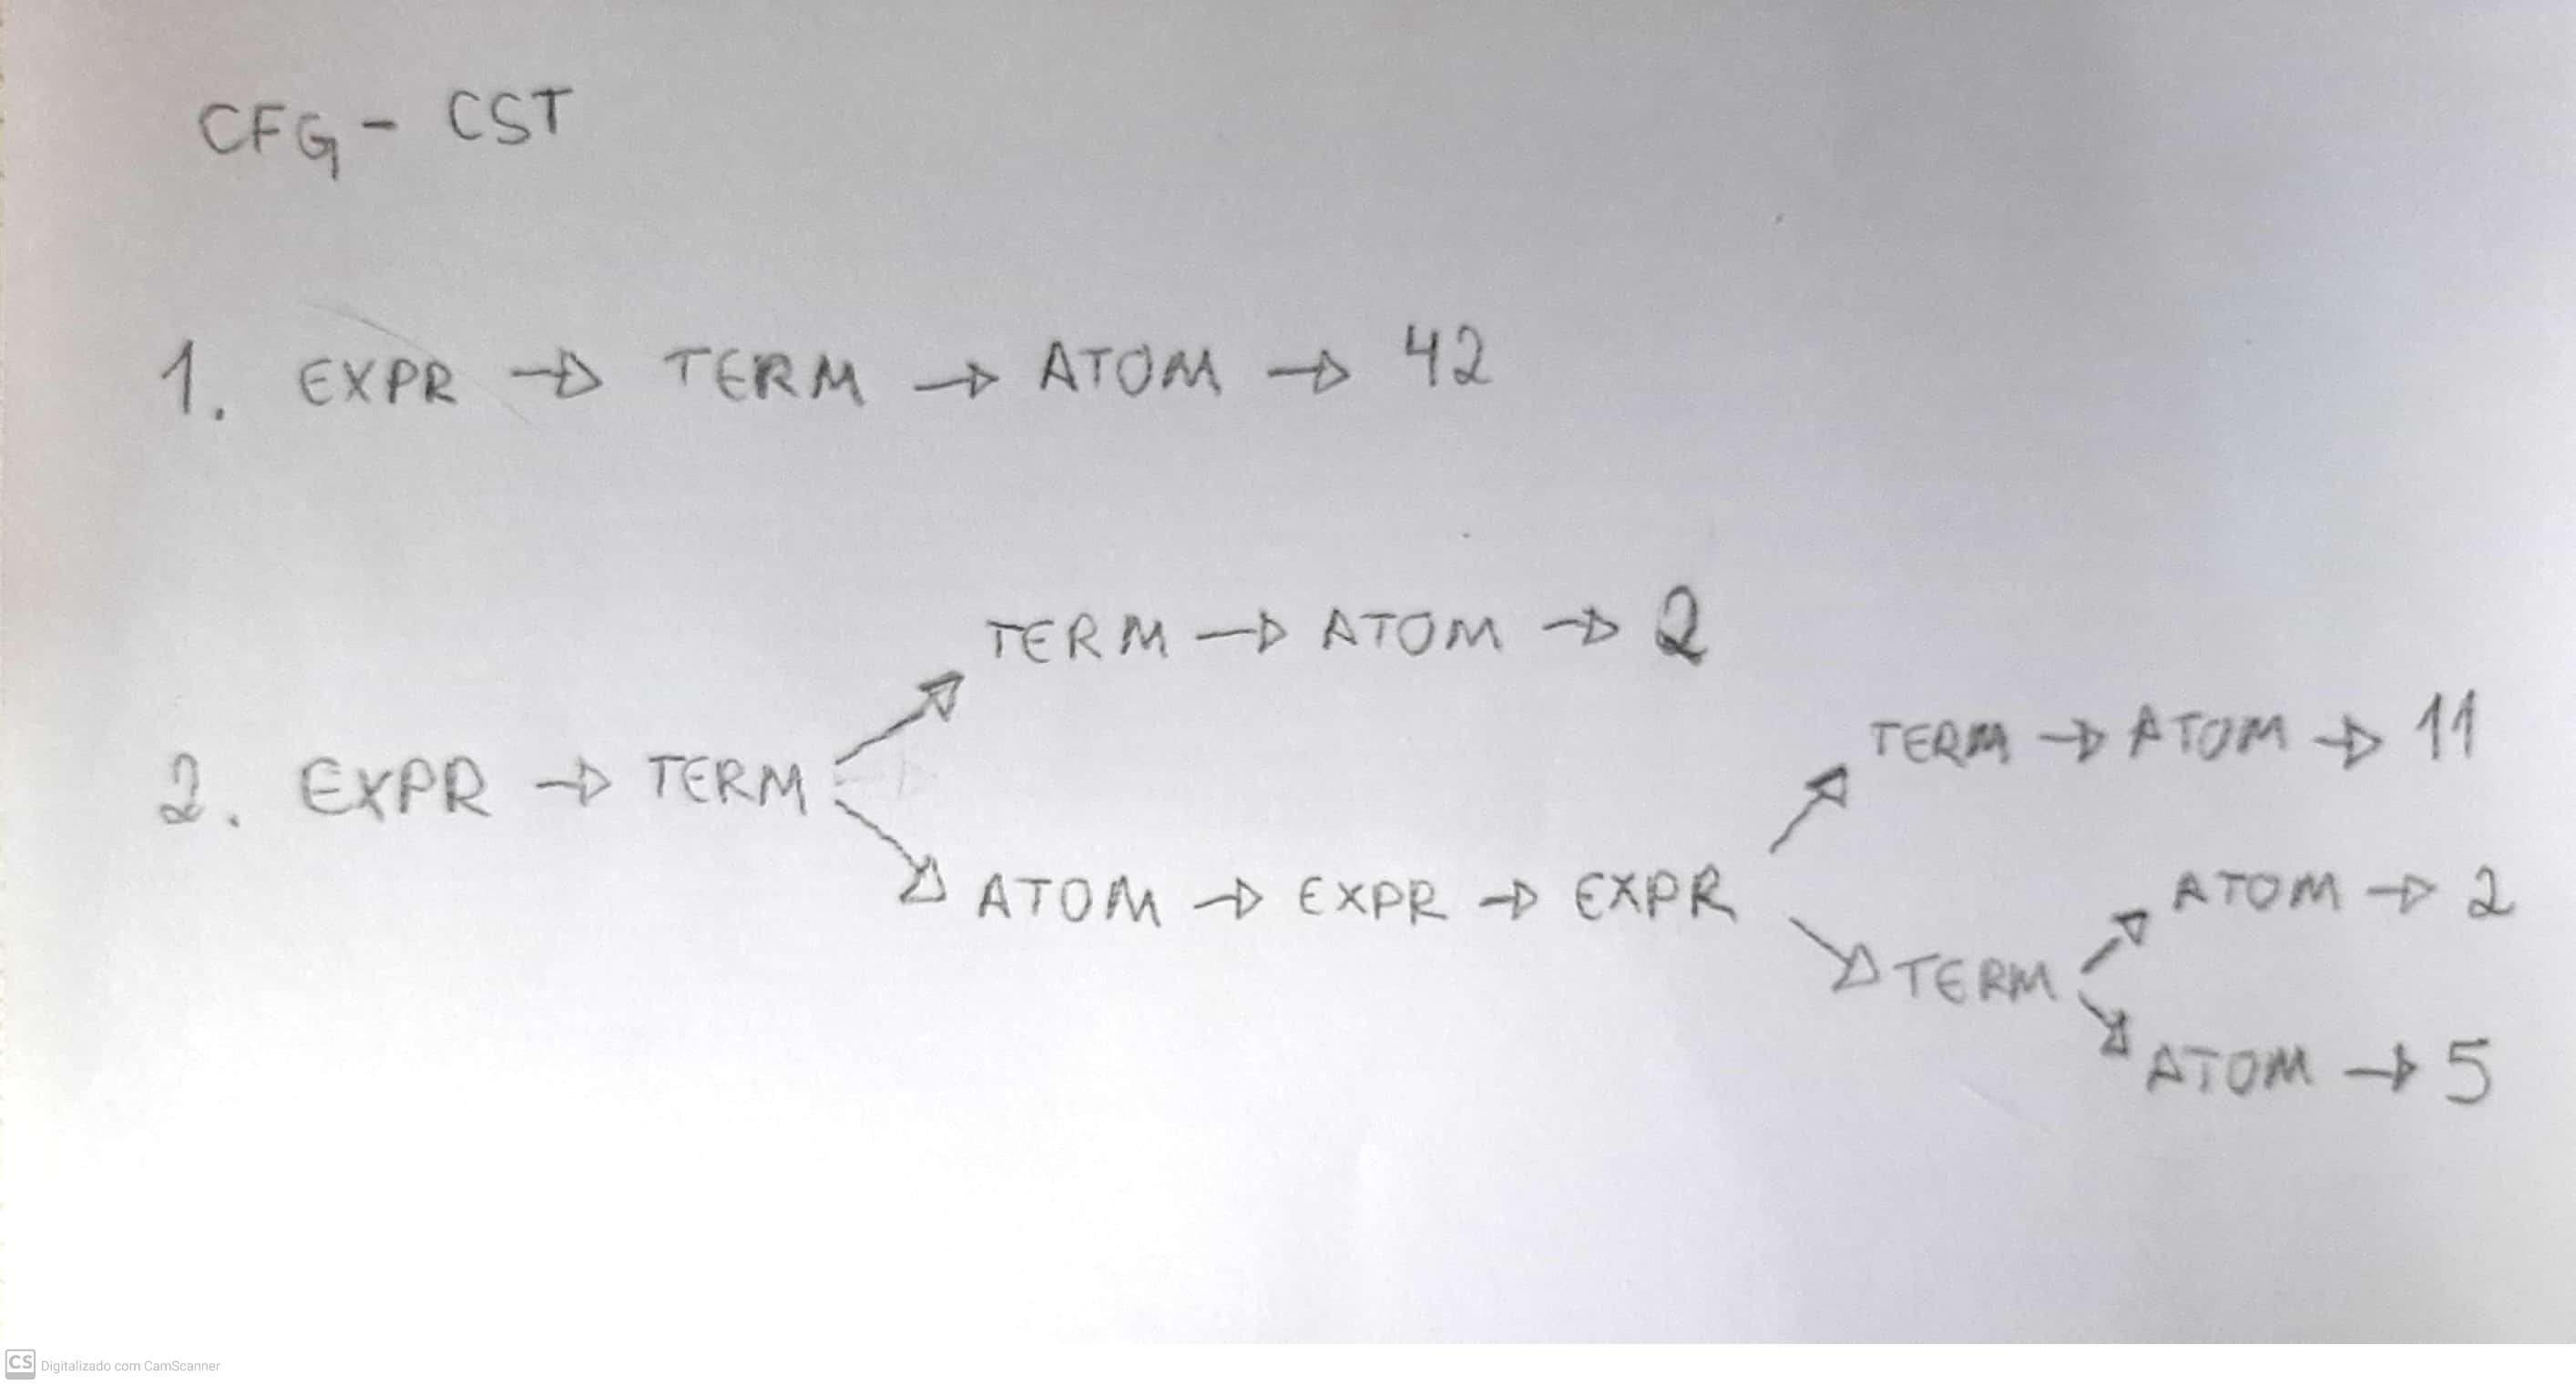 CFG - CST
1. EXPR → TERM → ATOM → 42
TERM → ATOM → 2
TERM → ATOM → 11
2. EXPR → TERM
ATOM → EXPR → EXPR
ATOM → 2
TERM
ATOM → 5
CS Digitalizado com CamScanner